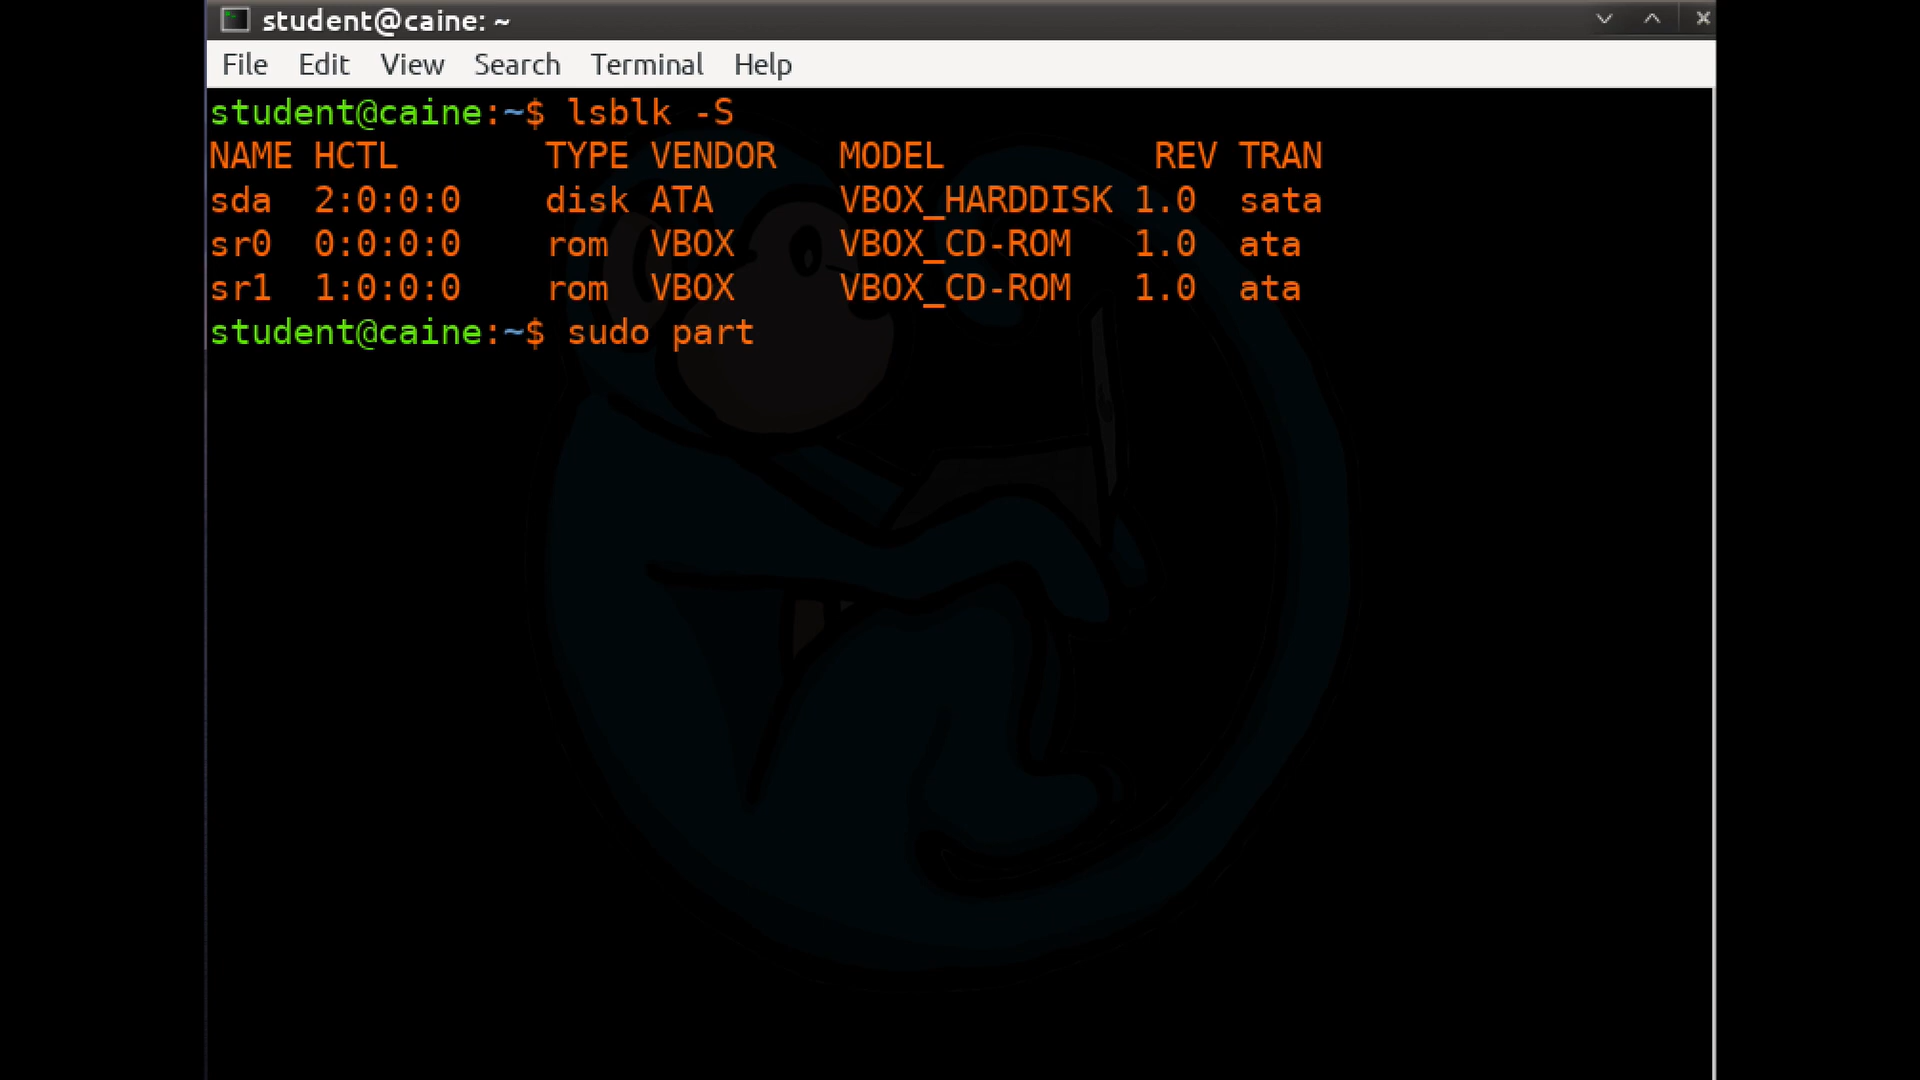 student@caine: ~
File Edit View Search Terminal Help
student@caine:~$ lsblk -S
NAME HCTL       TYPE VENDOR   MODEL          REV TRAN
sda  2:0:0:0    disk ATA      VBOX_HARDDISK 1.0  sata
sr0  0:0:0:0    rom  VBOX     VBOX_CD-ROM   1.0  ata
sr1  1:0:0:0    rom  VBOX     VBOX_CD-ROM   1.0  ata
student@caine:~$ sudo part